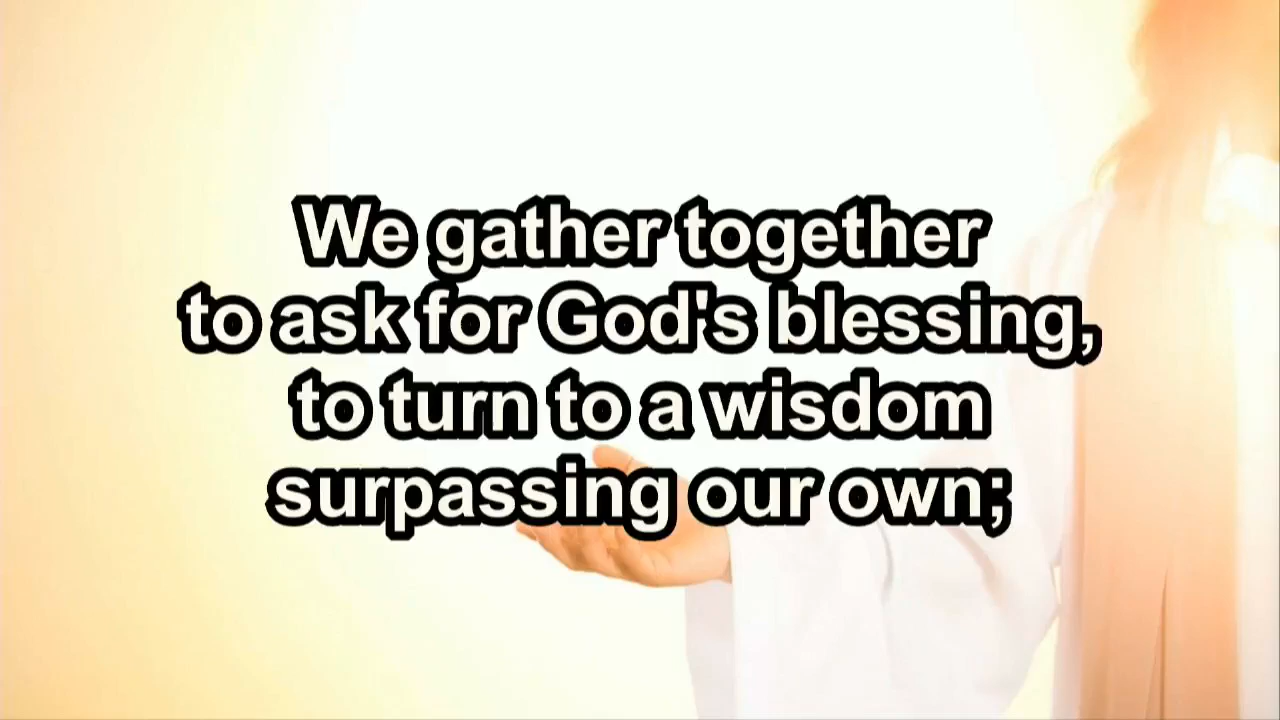 We gather together
to ask for God's blessing,
to turn to a wisdom
surpassing our own;